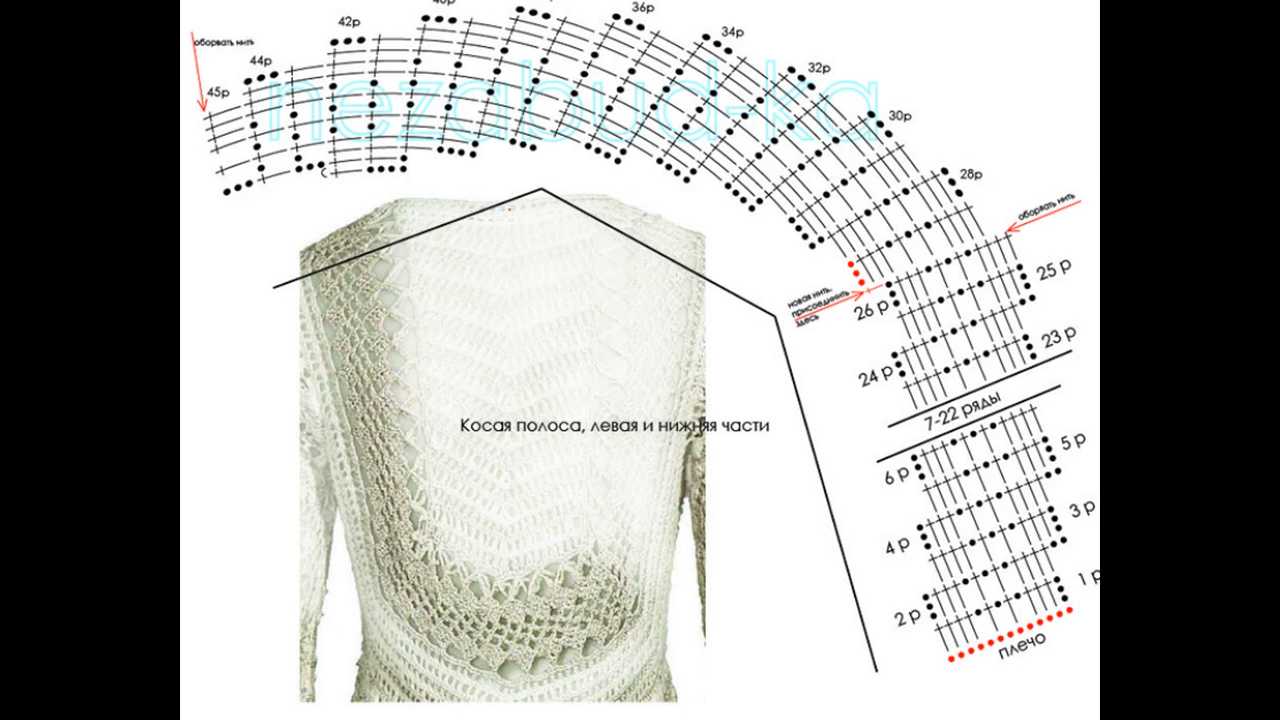 36р
42р
34р
оборвать нить
44р
32р
45р
nezabud-ka
30р
28р
оборвать нить
25 р
новая нить.
присоединить
здесь
26 р
23 р
24 р
7-22 ряды
Косая полоса, левая и нижняя части
5 р
6 р
3 р
4 р
1 р
2 р
плечо